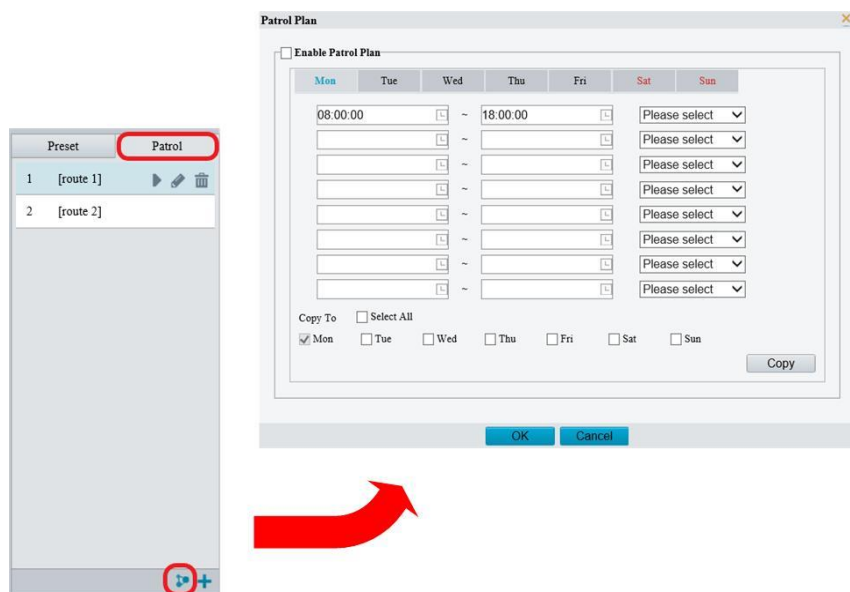 Patrol Plan
Enable Patrol Plan
Mon Tue Wed Thu Fri Sat Sun
08:00:00 ~ 18:00:00 Please select
~ Please select
~ Please select
~ Please select
~ Please select
~ Please select
~ Please select
~ Please select
Copy To Select All
Mon Tue Wed Thu Fri Sat Sun
Copy
OK Cancel
Preset Patrol
1 [route 1]
2 [route 2]